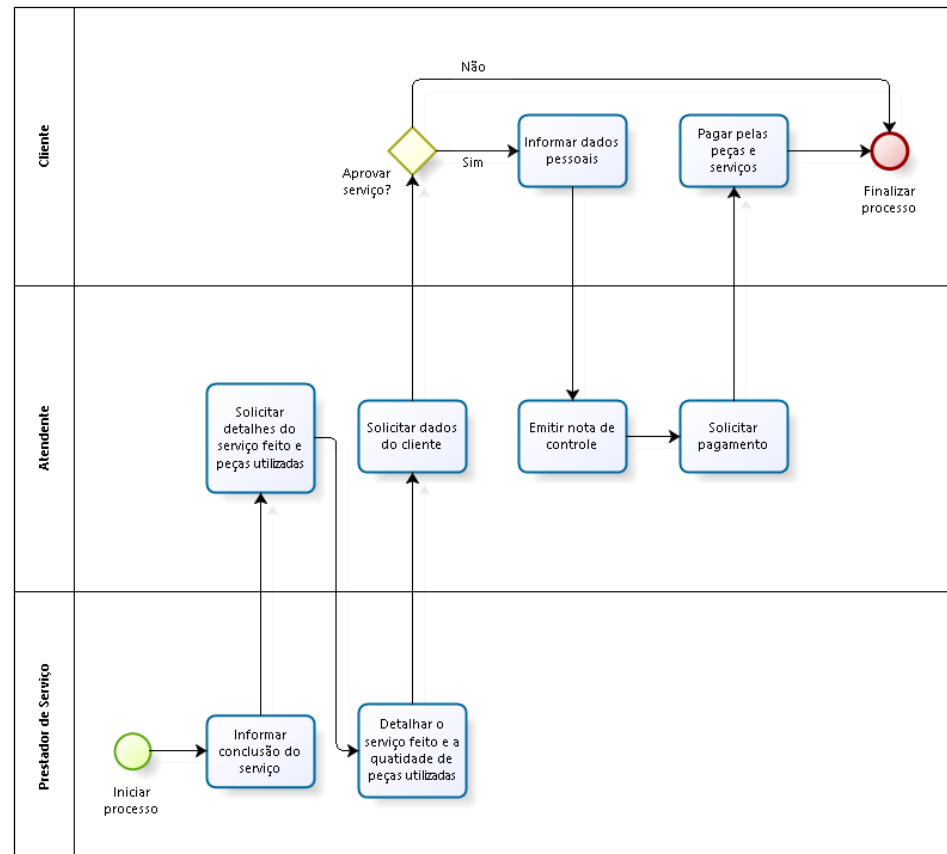 Cliente
Não
Aprovar
serviço?
Sim
Informar dados
pessoais
Pagar pelas
peças e
serviços
Finalizar
processo
Atendente
Solicitar
detalhes do
serviço feito e
peças utilizadas
Solicitar dados
do cliente
Emitir nota de
controle
Solicitar
pagamento
Prestador de Serviço
Iniciar
processo
Informar
conclusão do
serviço
Detalhar o
serviço feito e a
quatidade de
peças utilizadas